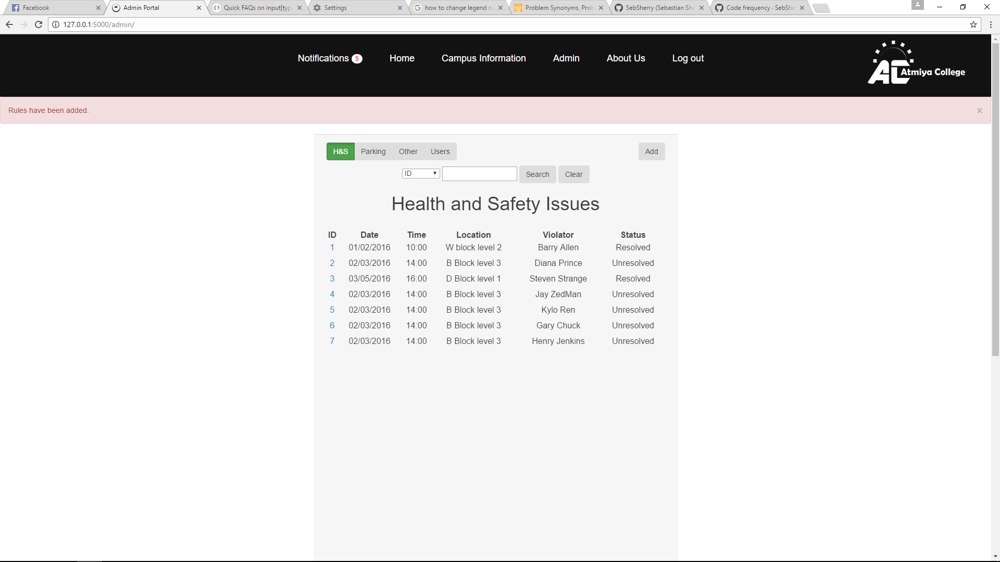 Facebook
Admin Portal
Quick FAQs on input[typ
Settings
how to change legend n
Problem Synonyms, Prob
SebSherry (Sebastian She
Code frequency · SebShe
127.0.0.1:5000/admin/
Notifications 5
Home
Campus Information
Admin
About Us
Log out
AC Atmiya College
Rules have been added.
×
H&S Parking Other Users Add
ID Search Clear
Health and Safety Issues
ID Date Time Location Violator Status
1 01/02/2016 10:00 W block level 2 Barry Allen Resolved
2 02/03/2016 14:00 B Block level 3 Diana Prince Unresolved
3 03/05/2016 16:00 D Block level 1 Steven Strange Resolved
4 02/03/2016 14:00 B Block level 3 Jay ZedMan Unresolved
5 02/03/2016 14:00 B Block level 3 Kylo Ren Unresolved
6 02/03/2016 14:00 B Block level 3 Gary Chuck Unresolved
7 02/03/2016 14:00 B Block level 3 Henry Jenkins Unresolved